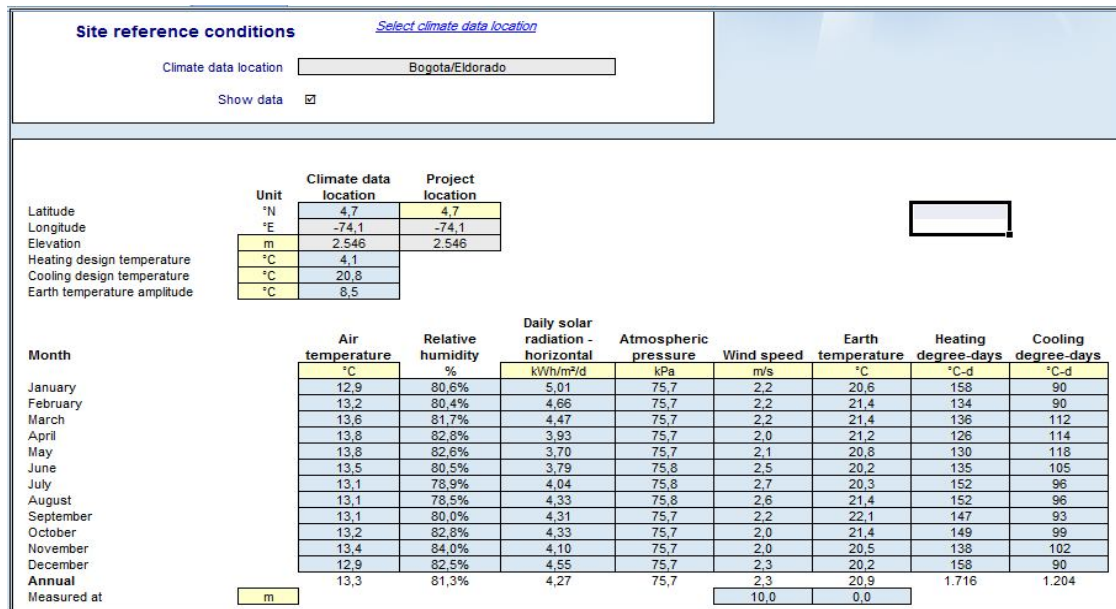 Site reference conditions Select climate data location
Climate data location Bogota/Eldorado
Show data
Climate data Project
Unit location location
Latitude °N 4,7 4,7
Longitude °E -74,1 -74,1
Elevation m 2.546 2.546
Heating design temperature °C 4,1
Cooling design temperature °C 20,8
Earth temperature amplitude °C 8,5
Daily solar
Air Relative radiation - Atmospheric Earth Heating Cooling
Month temperature humidity horizontal pressure Wind speed temperature degree-days degree-days
°C % kWh/m²/d kPa m/s °C °C-d °C-d
January 12,9 80,6% 5,01 75,7 2,2 20,6 158 90
February 13,2 80,4% 4,66 75,7 2,2 21,4 134 90
March 13,6 81,7% 4,47 75,7 2,2 21,4 136 112
April 13,8 82,8% 3,93 75,7 2,0 21,2 126 114
May 13,8 82,6% 3,70 75,7 2,1 20,8 130 118
June 13,5 80,5% 3,79 75,8 2,5 20,2 135 105
July 13,1 78,9% 4,04 75,8 2,7 20,3 152 96
August 13,1 78,5% 4,33 75,8 2,6 21,4 152 96
September 13,1 80,0% 4,31 75,7 2,2 22,1 147 93
October 13,2 82,8% 4,33 75,7 2,0 21,4 149 99
November 13,4 84,0% 4,10 75,7 2,0 20,5 138 102
December 12,9 82,5% 4,55 75,7 2,3 20,2 158 90
Annual 13,3 81,3% 4,27 75,7 2,3 20,9 1.716 1.204
Measured at m 10,0 0,0